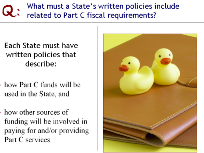 Q:
What must a State's written policies include
related to Part C fiscal requirements?
Each State must have
written policies that
describe:
how Part C funds will be
used in the State, and
how other sources of
funding will be involved in
paying for and/or providing
Part C services